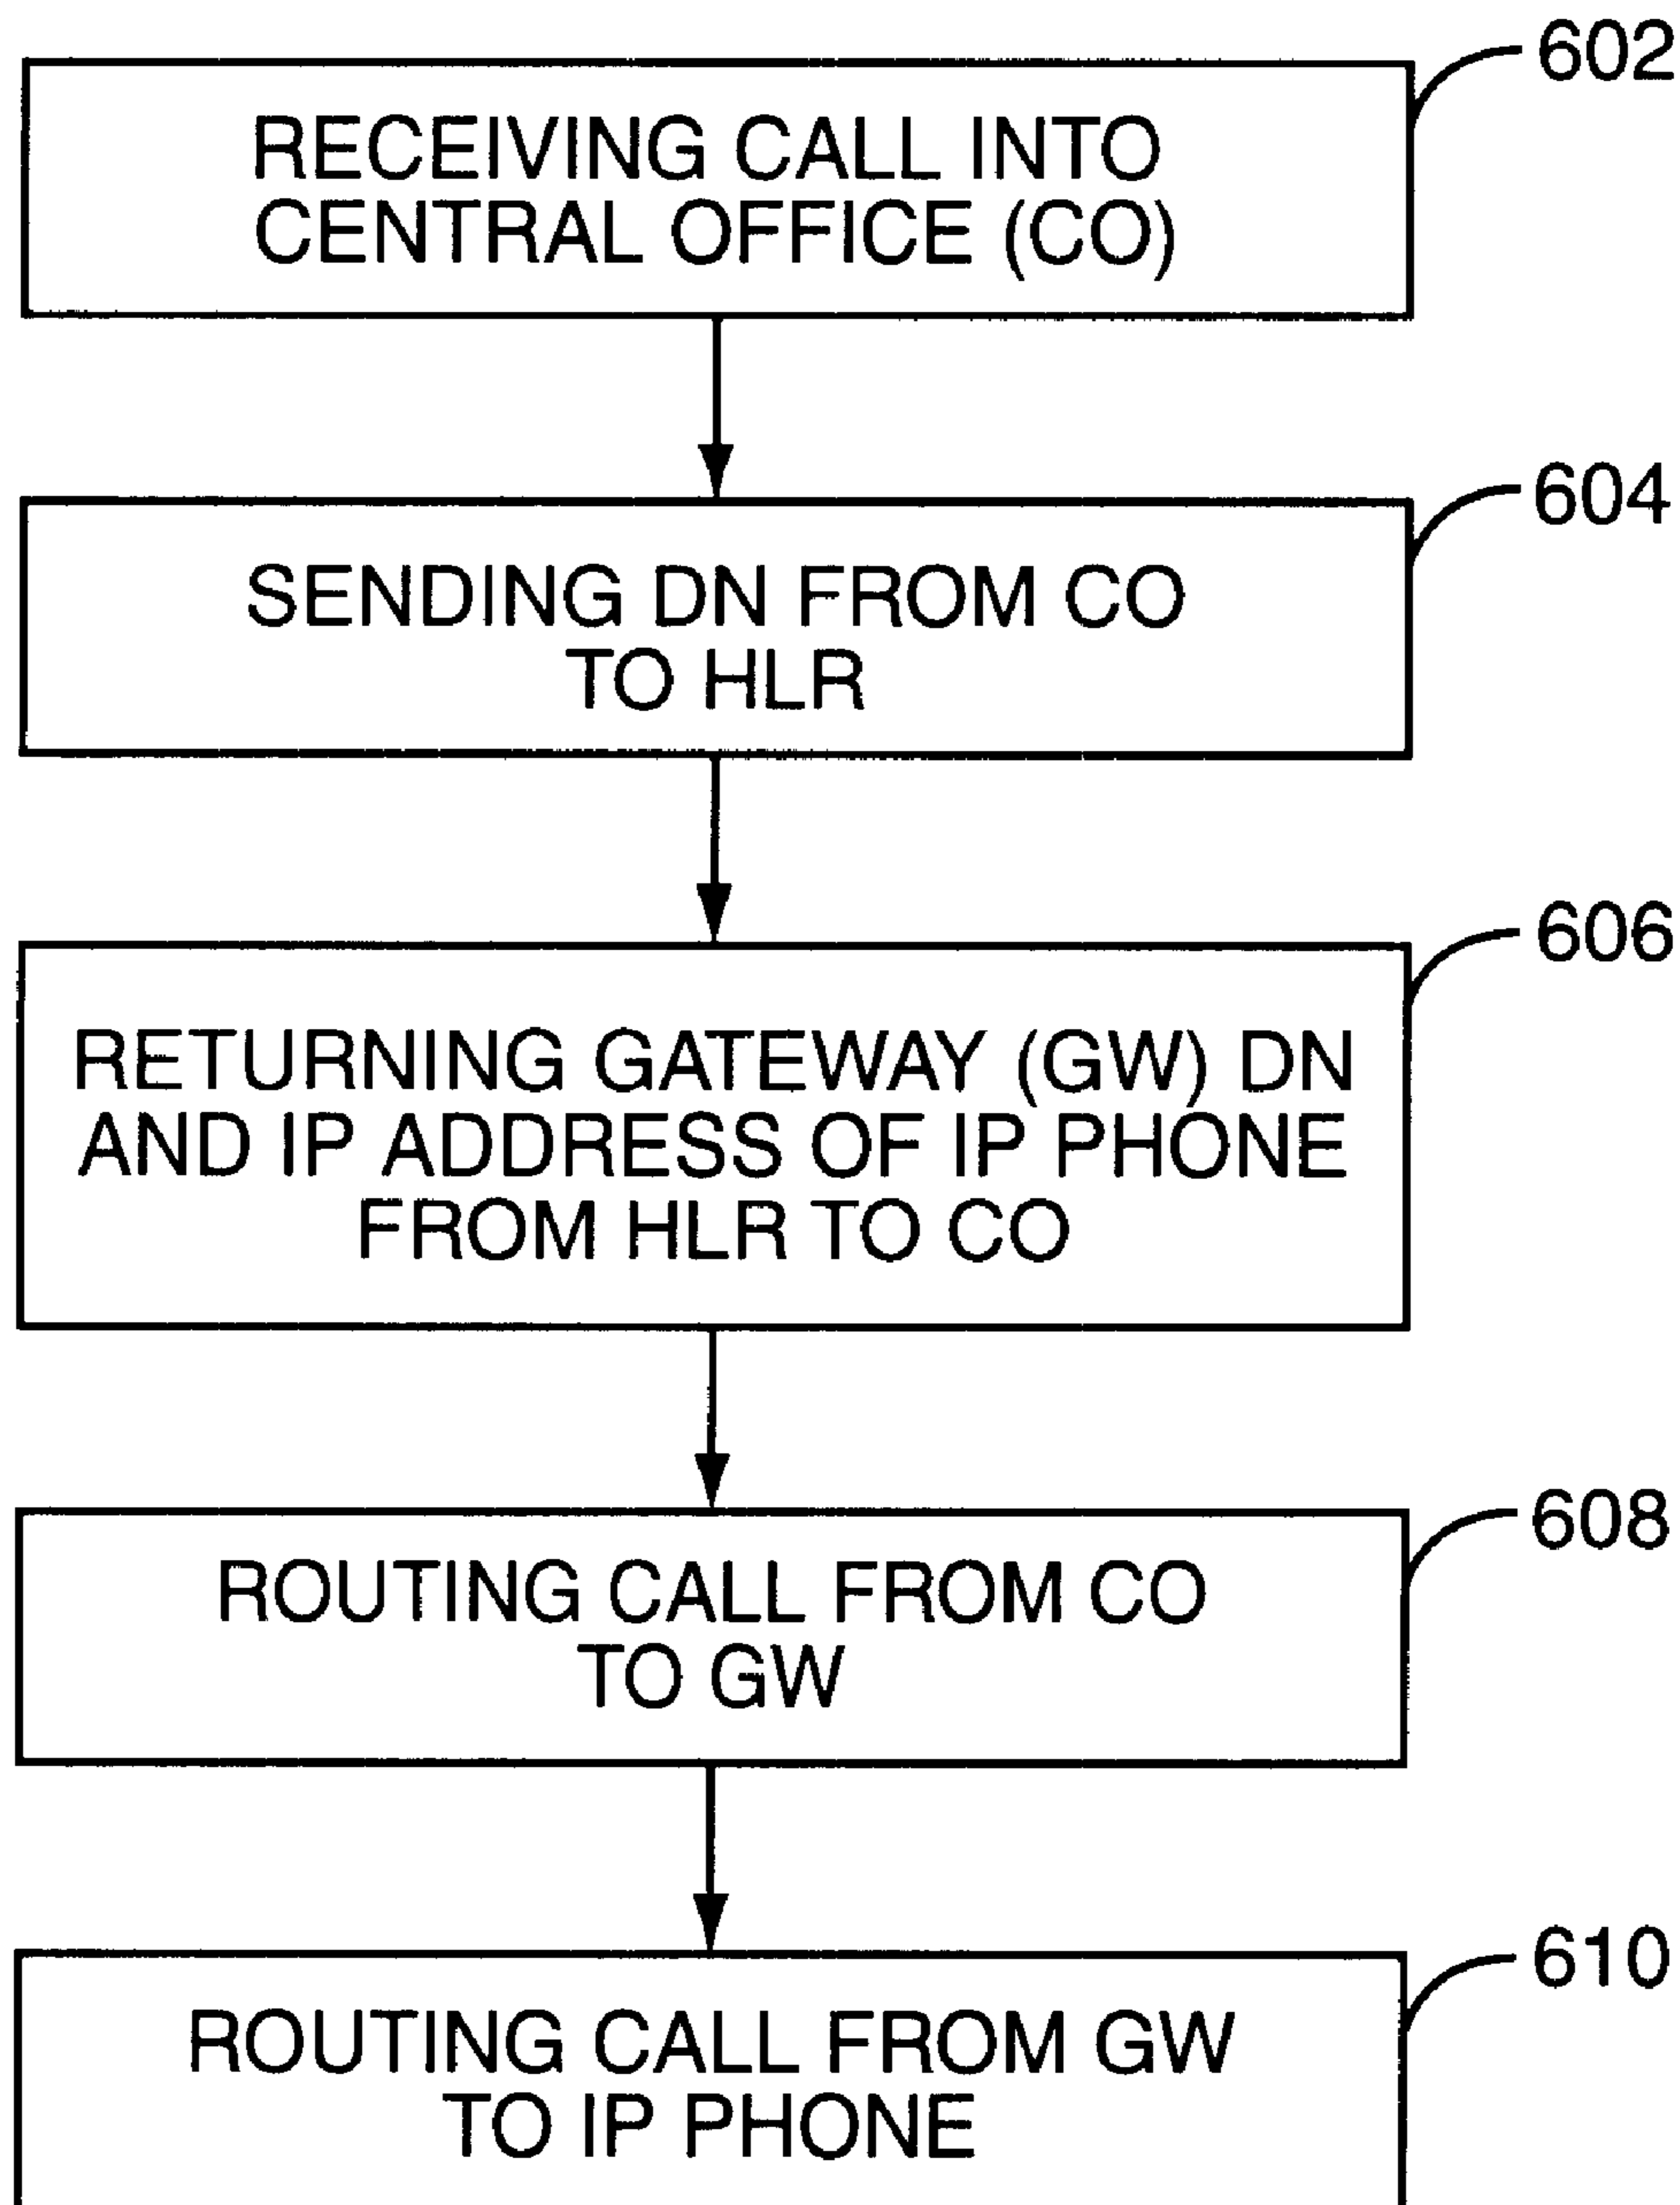 602
RECEIVING CALL INTO
CENTRAL OFFICE (CO)
604
SENDING DN FROM CO
TO HLR
606
RETURNING GATEWAY (GW) DN
AND IP ADDRESS OF IP PHONE
FROM HLR TO CO
608
ROUTING CALL FROM CO
TO GW
610
ROUTING CALL FROM GW
TO IP PHONE